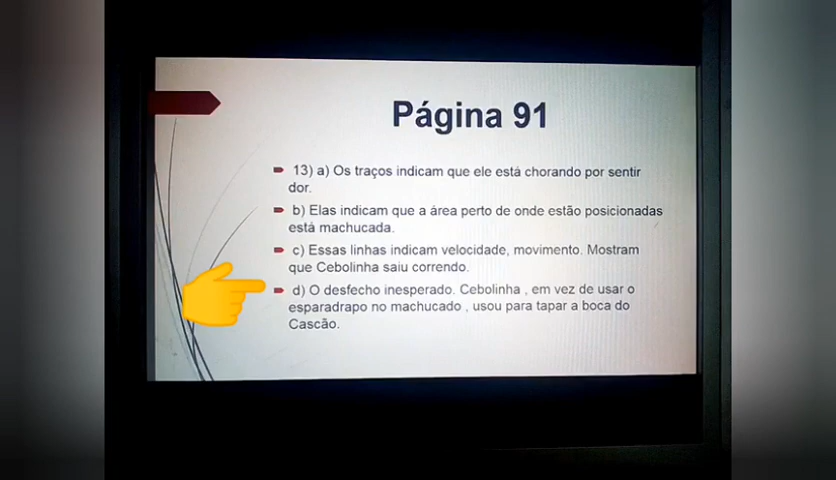 Página 91
13) a) Os traços indicam que ele está chorando por sentir
dor.
b) Elas indicam que a área perto de onde estão posicionadas
está machucada.
c) Essas linhas indicam velocidade, movimento. Mostram
que Cebolinha saiu correndo.
d) O desfecho inesperado. Cebolinha , em vez de usar o
esparadrapo no machucado , usou para tapar a boca do
Cascão.